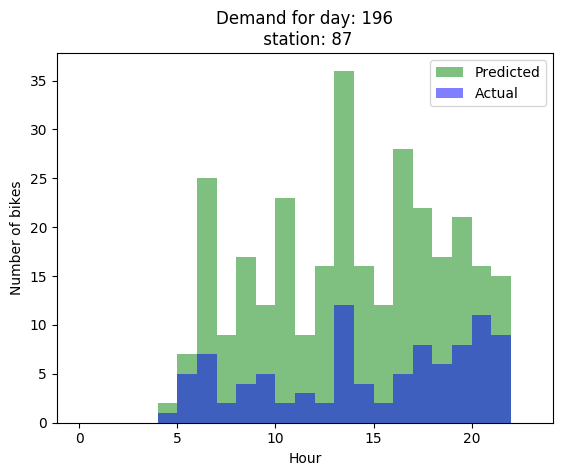 Demand for day: 196
station: 87
Predicted
Actual
Number of bikes
35
30
25
20
15
10
5
0
0
5
10
15
20
Hour